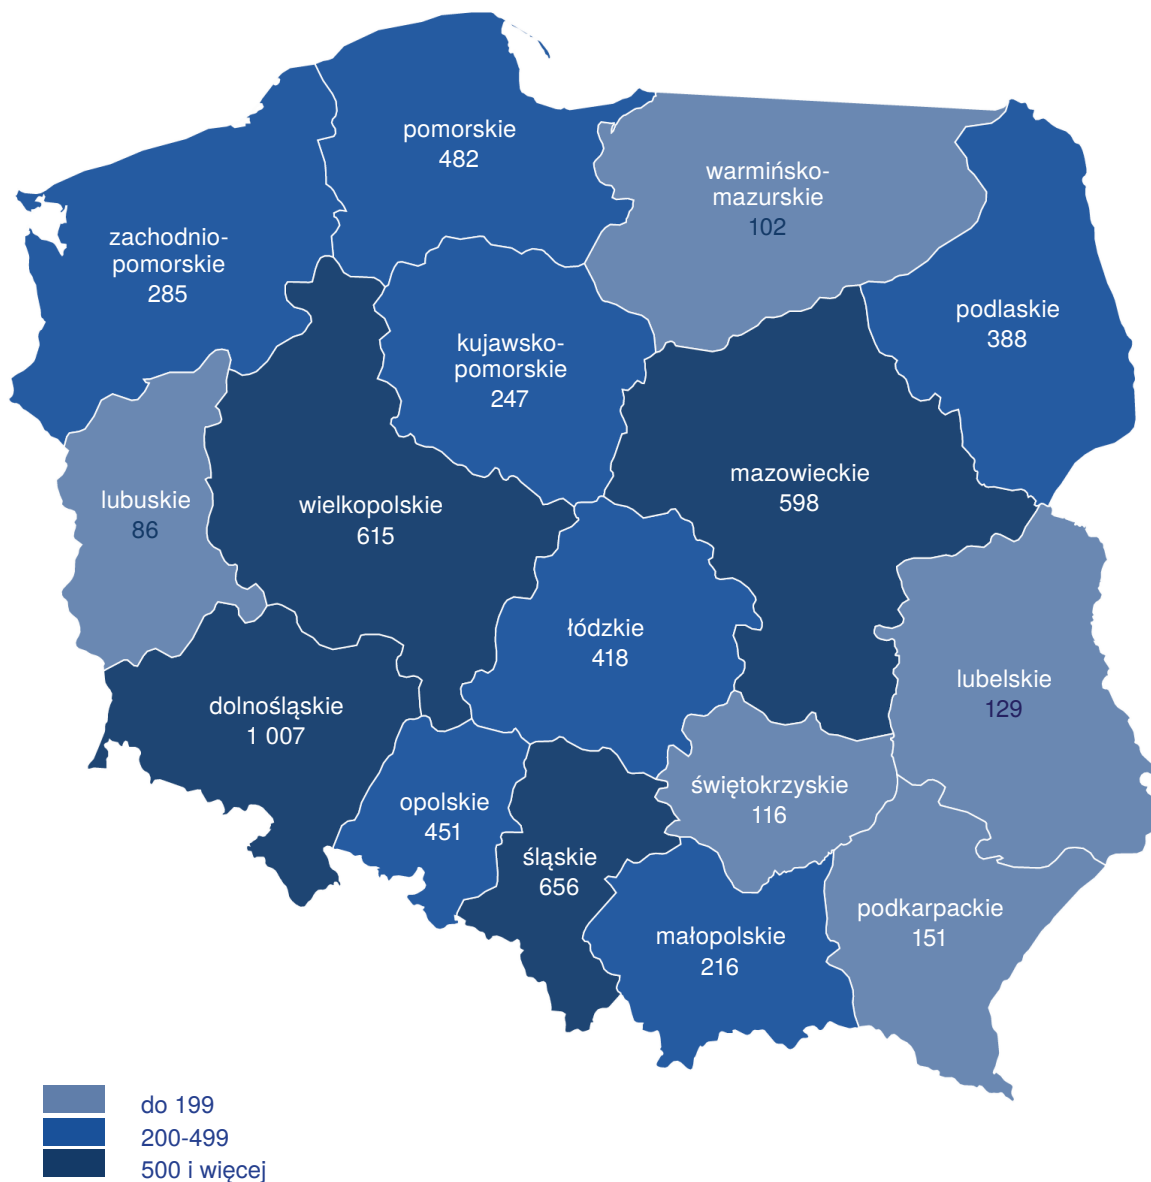 pomorskie
482
warmińsko-
mazurskie
102
zachodnio-
pomorskie
285
podlaskie
388
kujawsko-
pomorskie
247
mazowieckie
598
lubuskie
86
wielkopolskie
615
łódzkie
418
lubelskie
129
dolnośląskie
1 007
świętokrzyskie
116
opolskie
451
śląskie
656
podkarpackie
151
małopolskie
216
do 199
200-499
500 i więcej